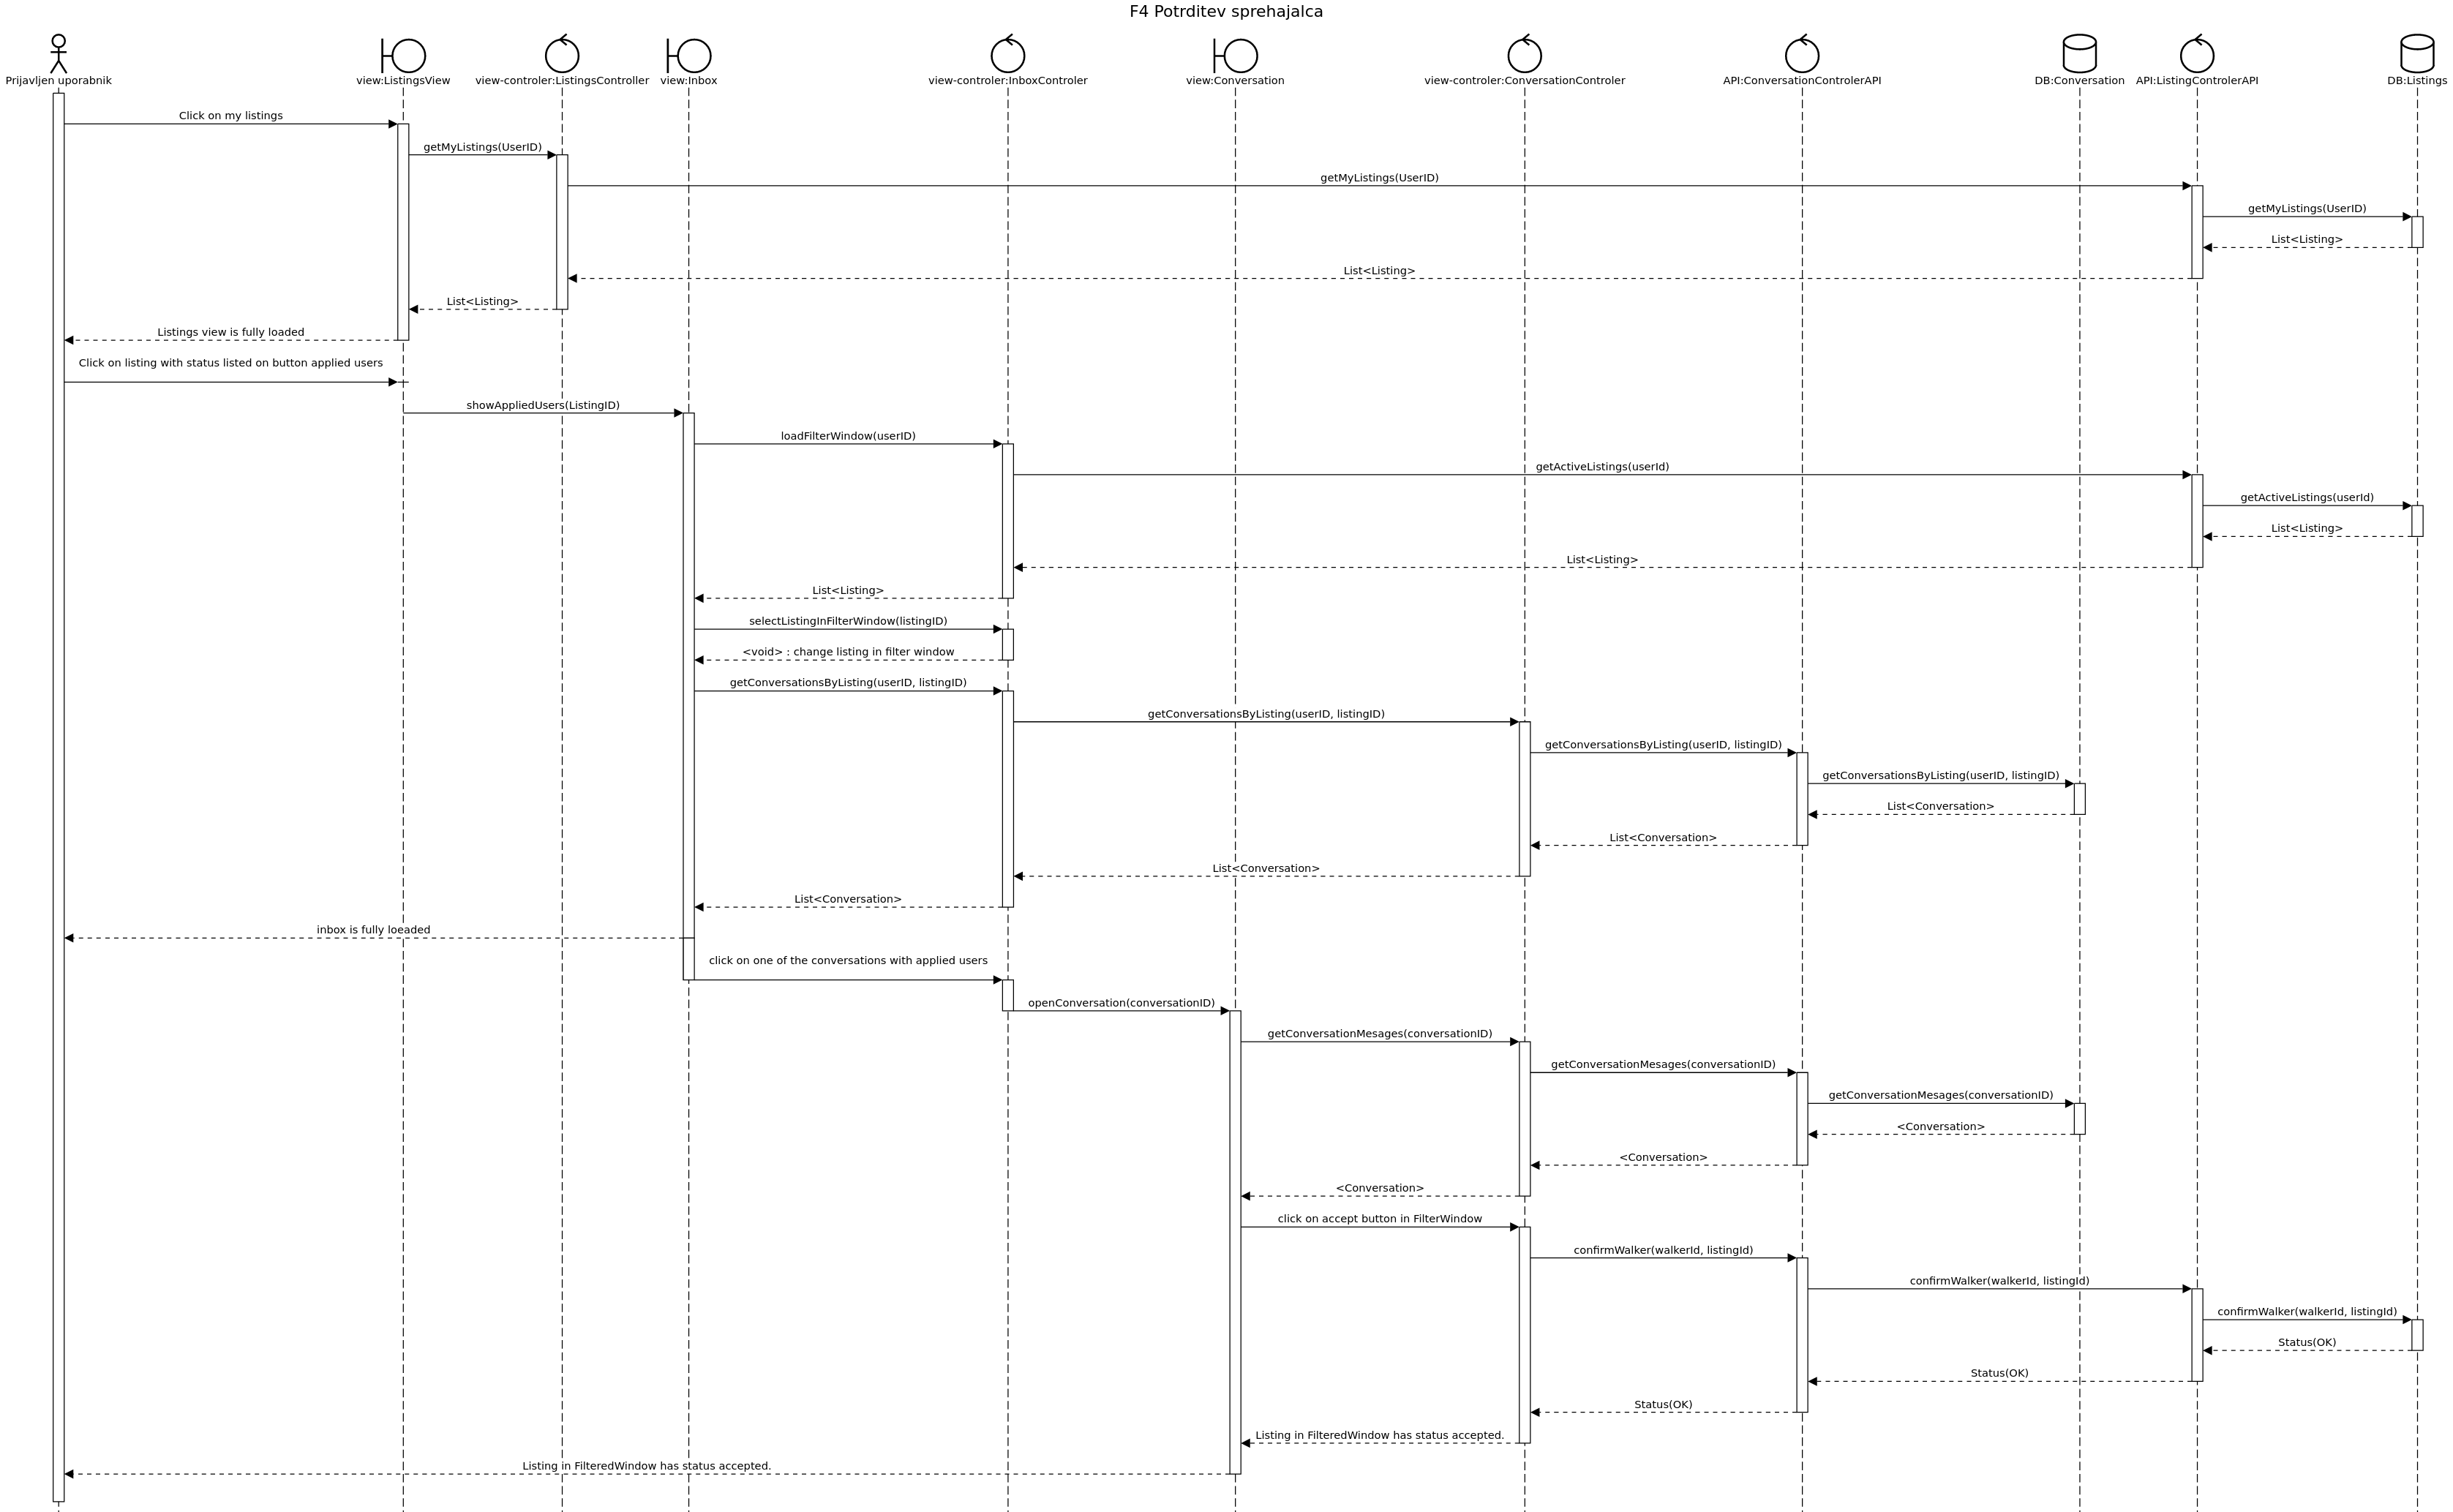 F4 Potrditev sprehajalca
Prijavljen uporabnik
view:ListingsView
view-controler:ListingsController
view:Inbox
view-controler:InboxControler
view:Conversation
view-controler:ConversationControler
API:ConversationControlerAPI
DB:Conversation
API:ListingControlerAPI
DB:Listings
Click on my listings
getMyListings(UserID)
getMyListings(UserID)
getMyListings(UserID)
List<Listing>
List<Listing>
List<Listing>
Listings view is fully loaded
Click on listing with status listed on button applied users
showAppliedUsers(ListingID)
loadFilterWindow(userID)
getActiveListings(userId)
getActiveListings(userId)
List<Listing>
List<Listing>
List<Listing>
selectListingInFilterWindow(listingID)
<void> : change listing in filter window
getConversationsByListing(userID, listingID)
getConversationsByListing(userID, listingID)
getConversationsByListing(userID, listingID)
getConversationsByListing(userID, listingID)
List<Conversation>
List<Conversation>
List<Conversation>
List<Conversation>
inbox is fully loeaded
click on one of the conversations with applied users
openConversation(conversationID)
getConversationMesages(conversationID)
getConversationMesages(conversationID)
getConversationMesages(conversationID)
<Conversation>
<Conversation>
<Conversation>
click on accept button in FilterWindow
confirmWalker(walkerId, listingId)
confirmWalker(walkerId, listingId)
confirmWalker(walkerId, listingId)
Status(OK)
Status(OK)
Status(OK)
Listing in FilteredWindow has status accepted.
Listing in FilteredWindow has status accepted.